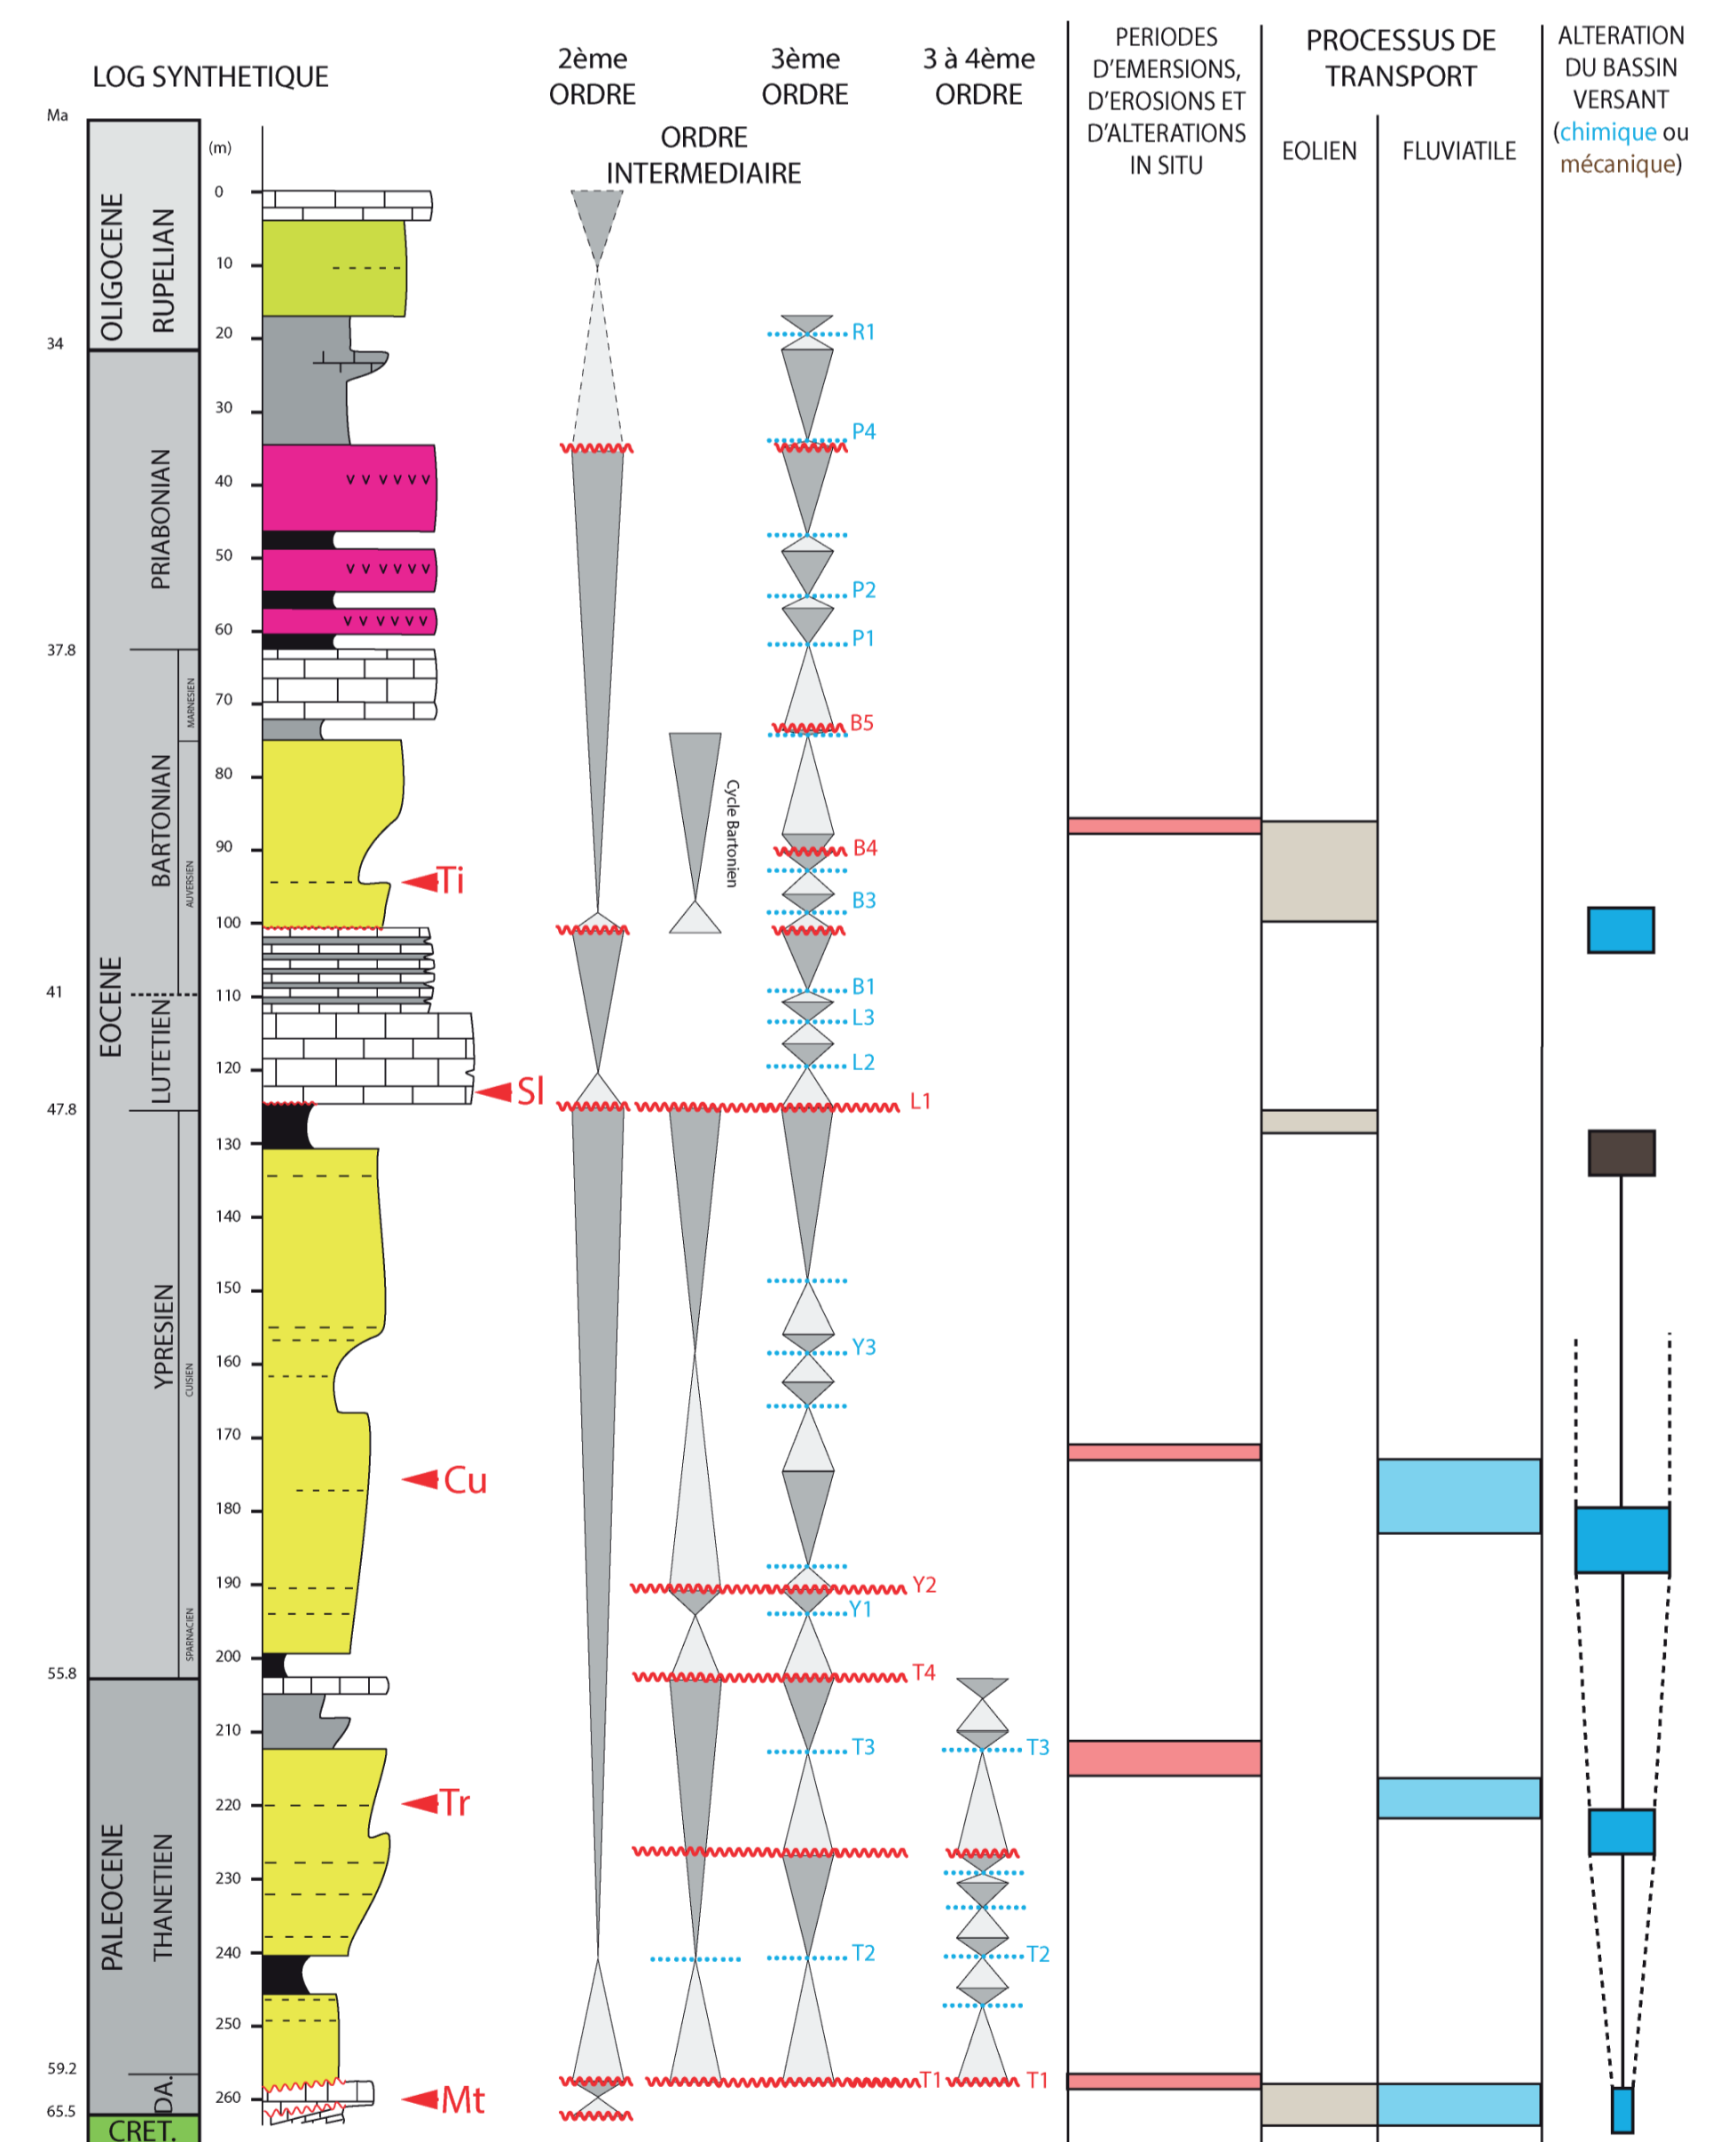 LOG SYNTHETIQUE
2ème
ORDRE
3ème
ORDRE
3 à 4ème
ORDRE
ORDRE
INTERMEDIAIRE
PERIODES
D'EMERSIONS,
D'EROSIONS ET
D'ALTERATIONS
IN SITU
PROCESSUS DE
TRANSPORT
EOLIEN
FLUVIATILE
ALTERATION
DU BASSIN
VERSANT
(chimique ou
mécanique)
Ma
34
37.8
41
47.8
55.8
59.2
65.5
OLIGOCENE
RUPELIAN
EOCENE
PRIABONIAN
BARTONIAN
MARNESIEN
AUVERSIEN
LUTETIEN
YPRESIEN
CUISIEN
SPARNACIEN
PALEOCENE
THANETIEN
DA.
CRET.
(m)
0
10
20
30
40
50
60
70
80
90
100
110
120
130
140
150
160
170
180
190
200
210
220
230
240
250
260
v v v v v v
v v v v v v
v v v v v v
Ti
Sl
Cu
Tr
Mt
Cycle Bartonien
R1
P4
P2
P1
B5
B4
B3
B1
L3
L2
L1
Y3
Y2
Y1
T4
T3
T2
T1
T3
T2
T1